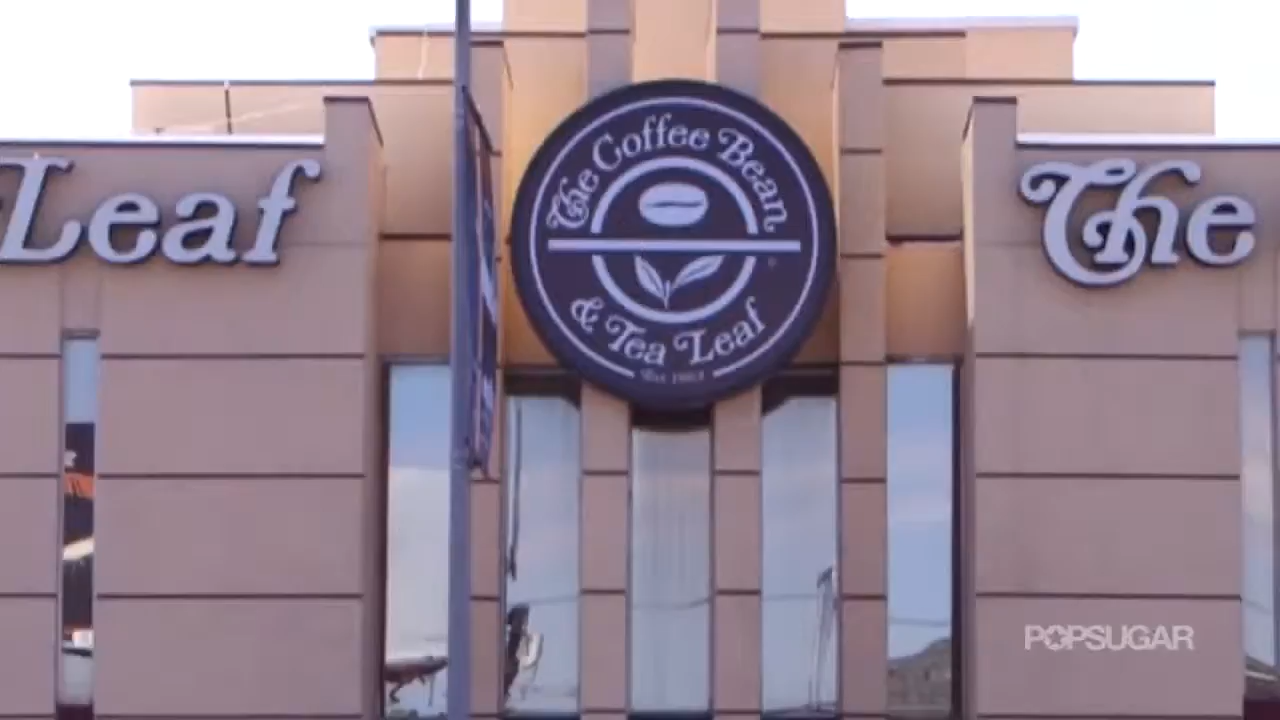 Leaf
The Coffee Bean
& Tea Leaf
The
POPSUGAR